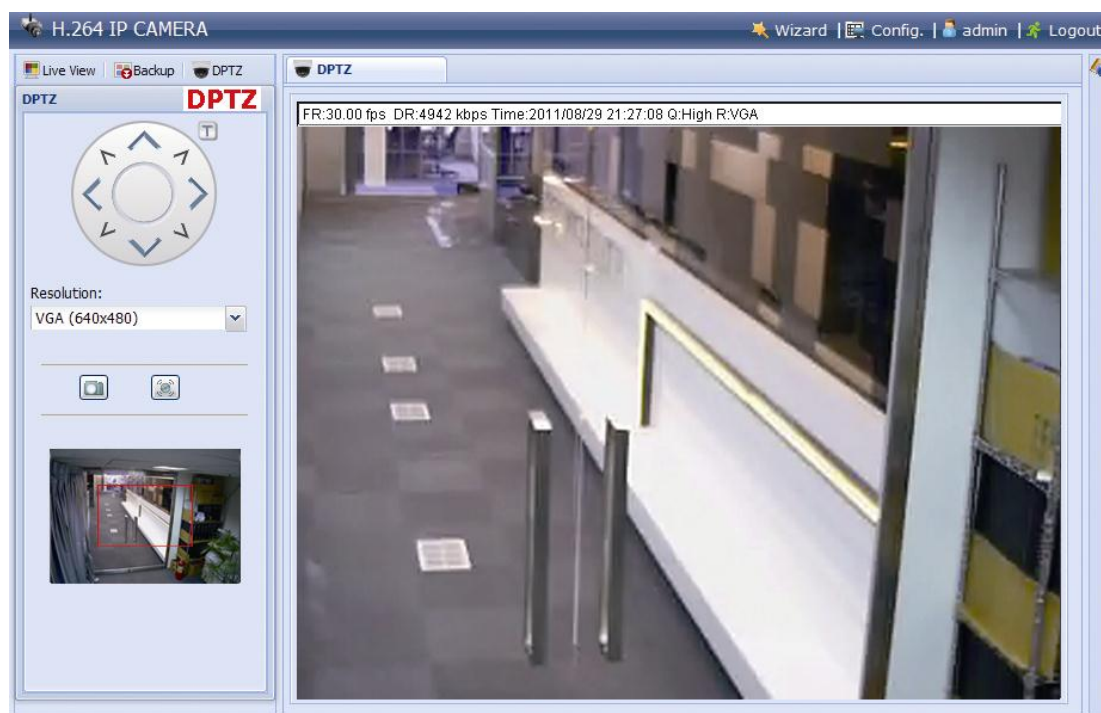 H.264 IP CAMERA
Wizard | Config. | admin | Logout
Live View Backup DPTZ
DPTZ
DPTZ DPTZ
T
FR:30.00 fps DR:4942 kbps Time:2011/08/29 21:27:08 Q:High R:VGA
Resolution:
VGA (640x480)